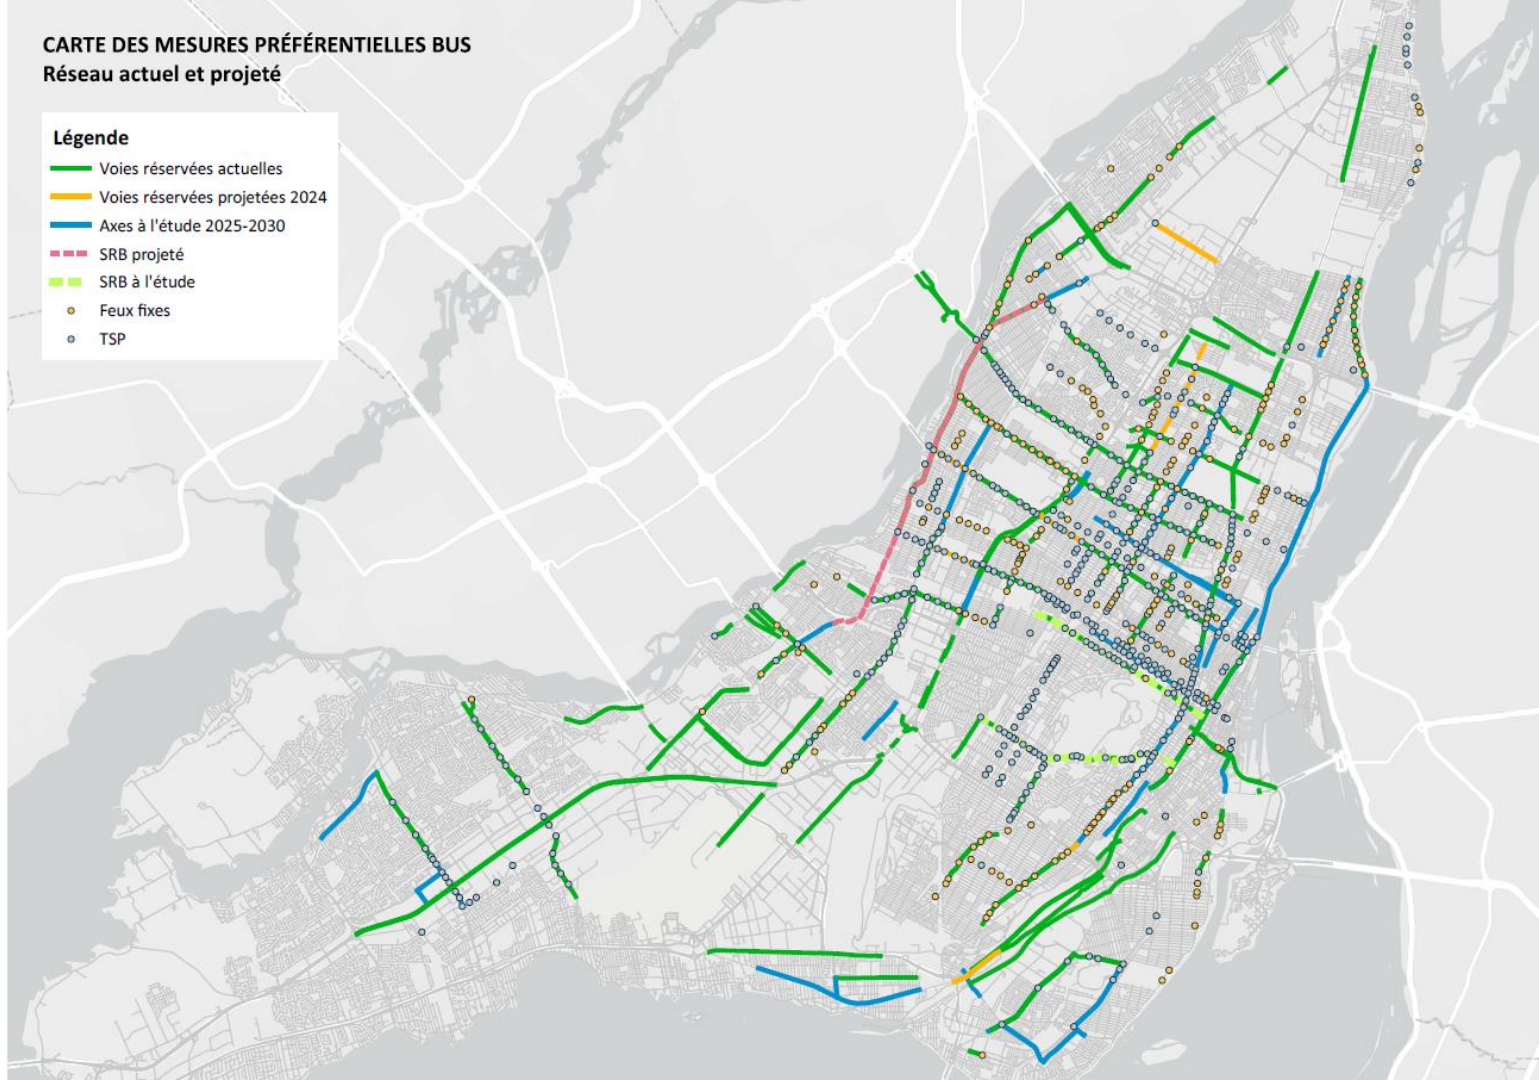 CARTE DES MESURES PRÉFÉRENTIELLES BUS
Réseau actuel et projeté
Légende
Voies réservées actuelles
Voies réservées projetées 2024
Axes à l'étude 2025-2030
SRB projeté
SRB à l'étude
Feux fixes
TSP